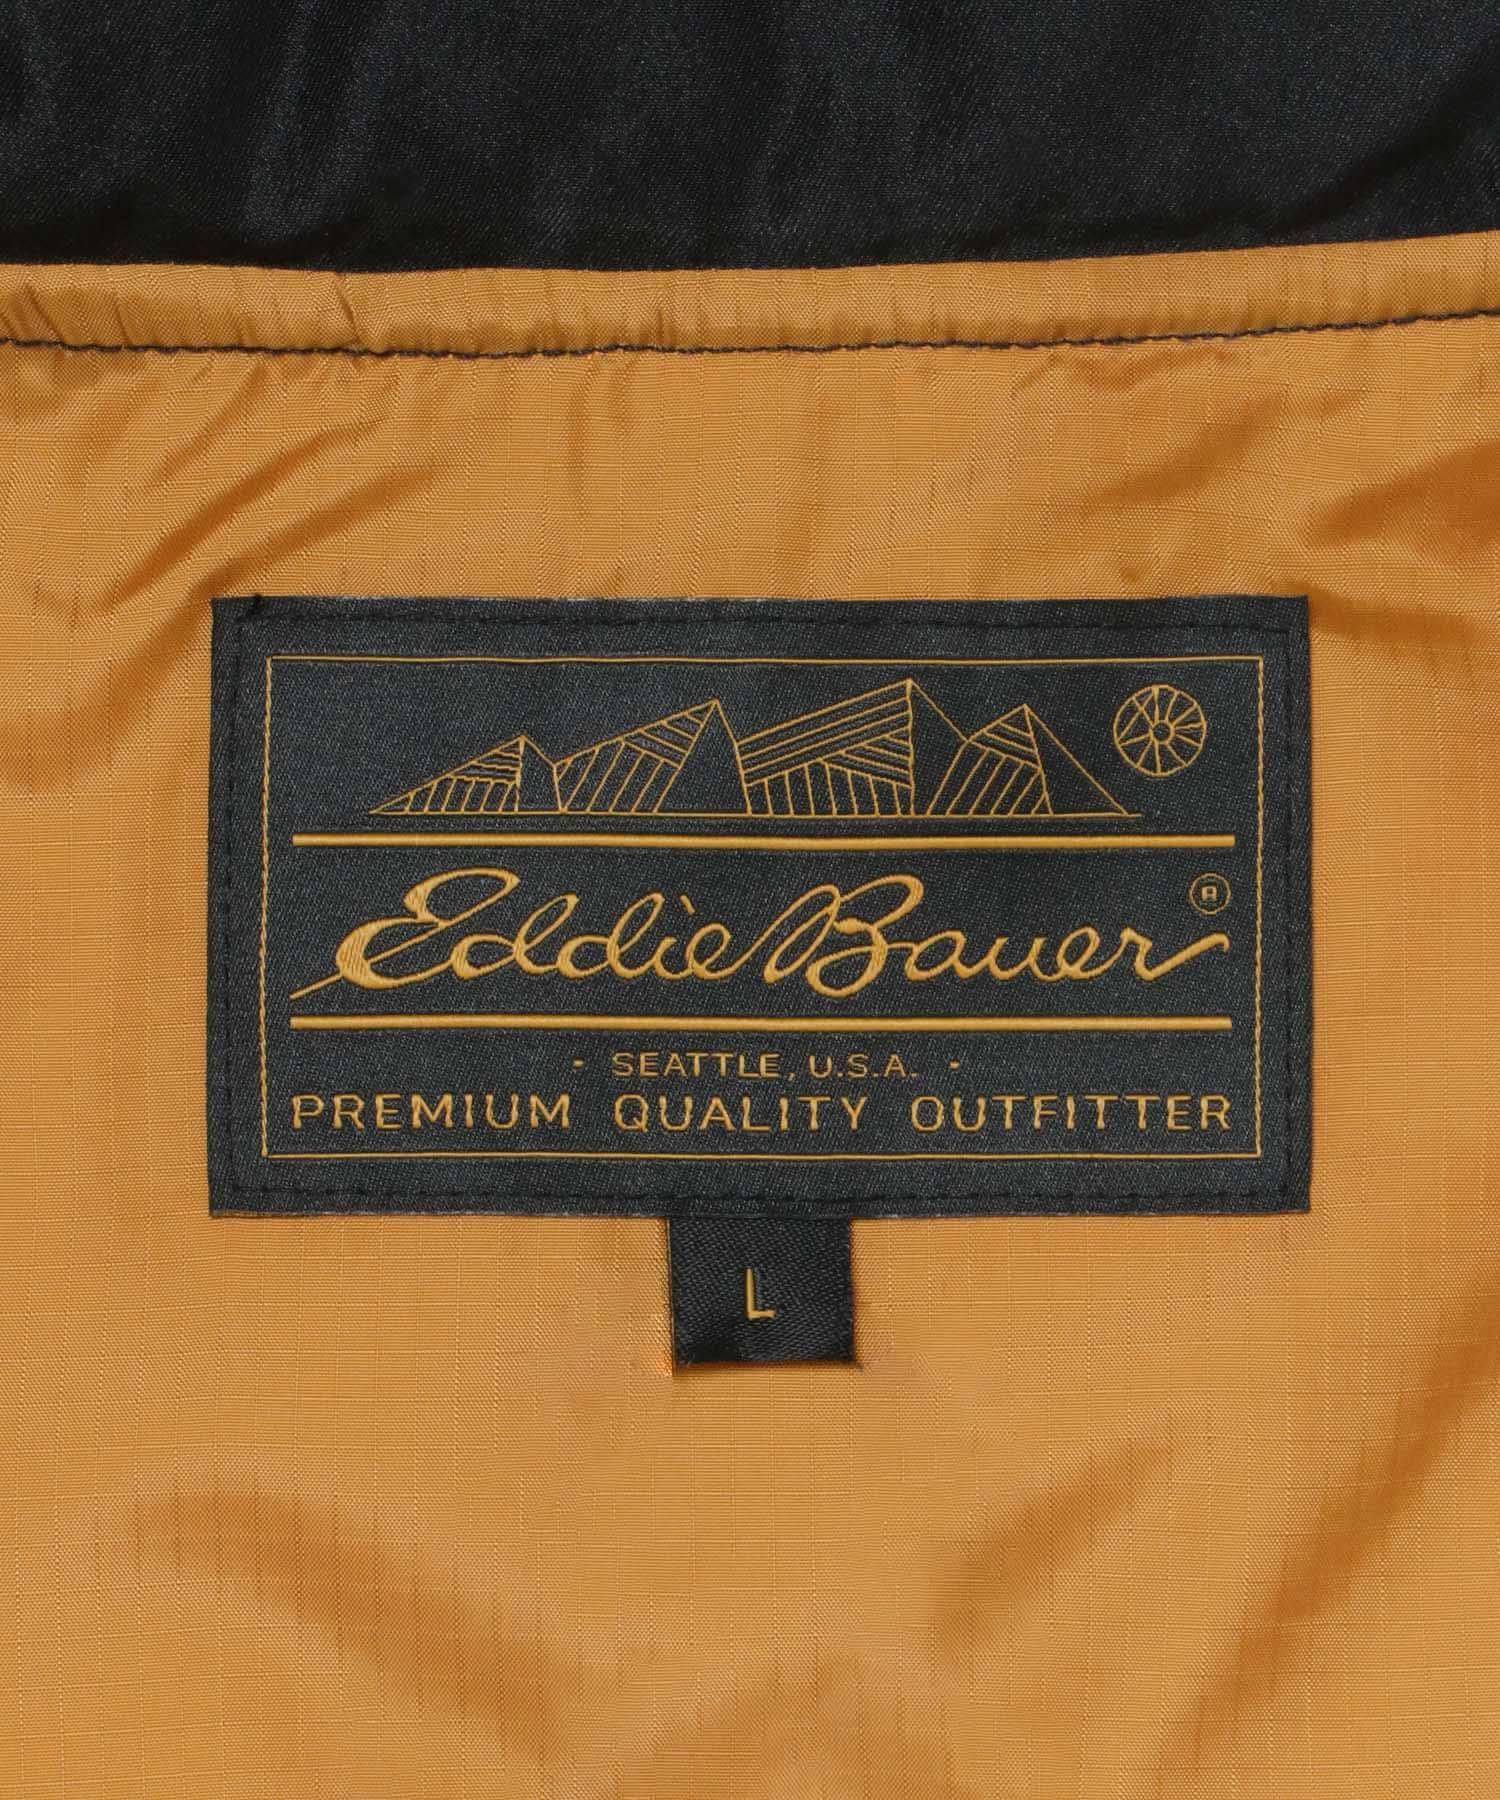 Eddie Bauer ®
- SEATTLE, U.S.A. -
PREMIUM QUALITY OUTFITTER
L